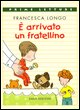 PRIME LETTURE
FRANCESCA LONGO
È arrivato
un fratellino